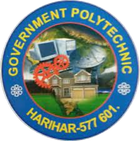 GOVERNMENT POLYTECHNIC
HARIHAR-577 601.